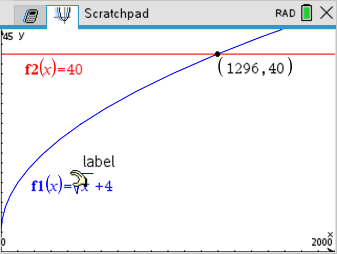 Scratchpad
RAD
45 y
f2(x)=40
(1296,40)
label
f1(x)=√x +4
x
0
2000